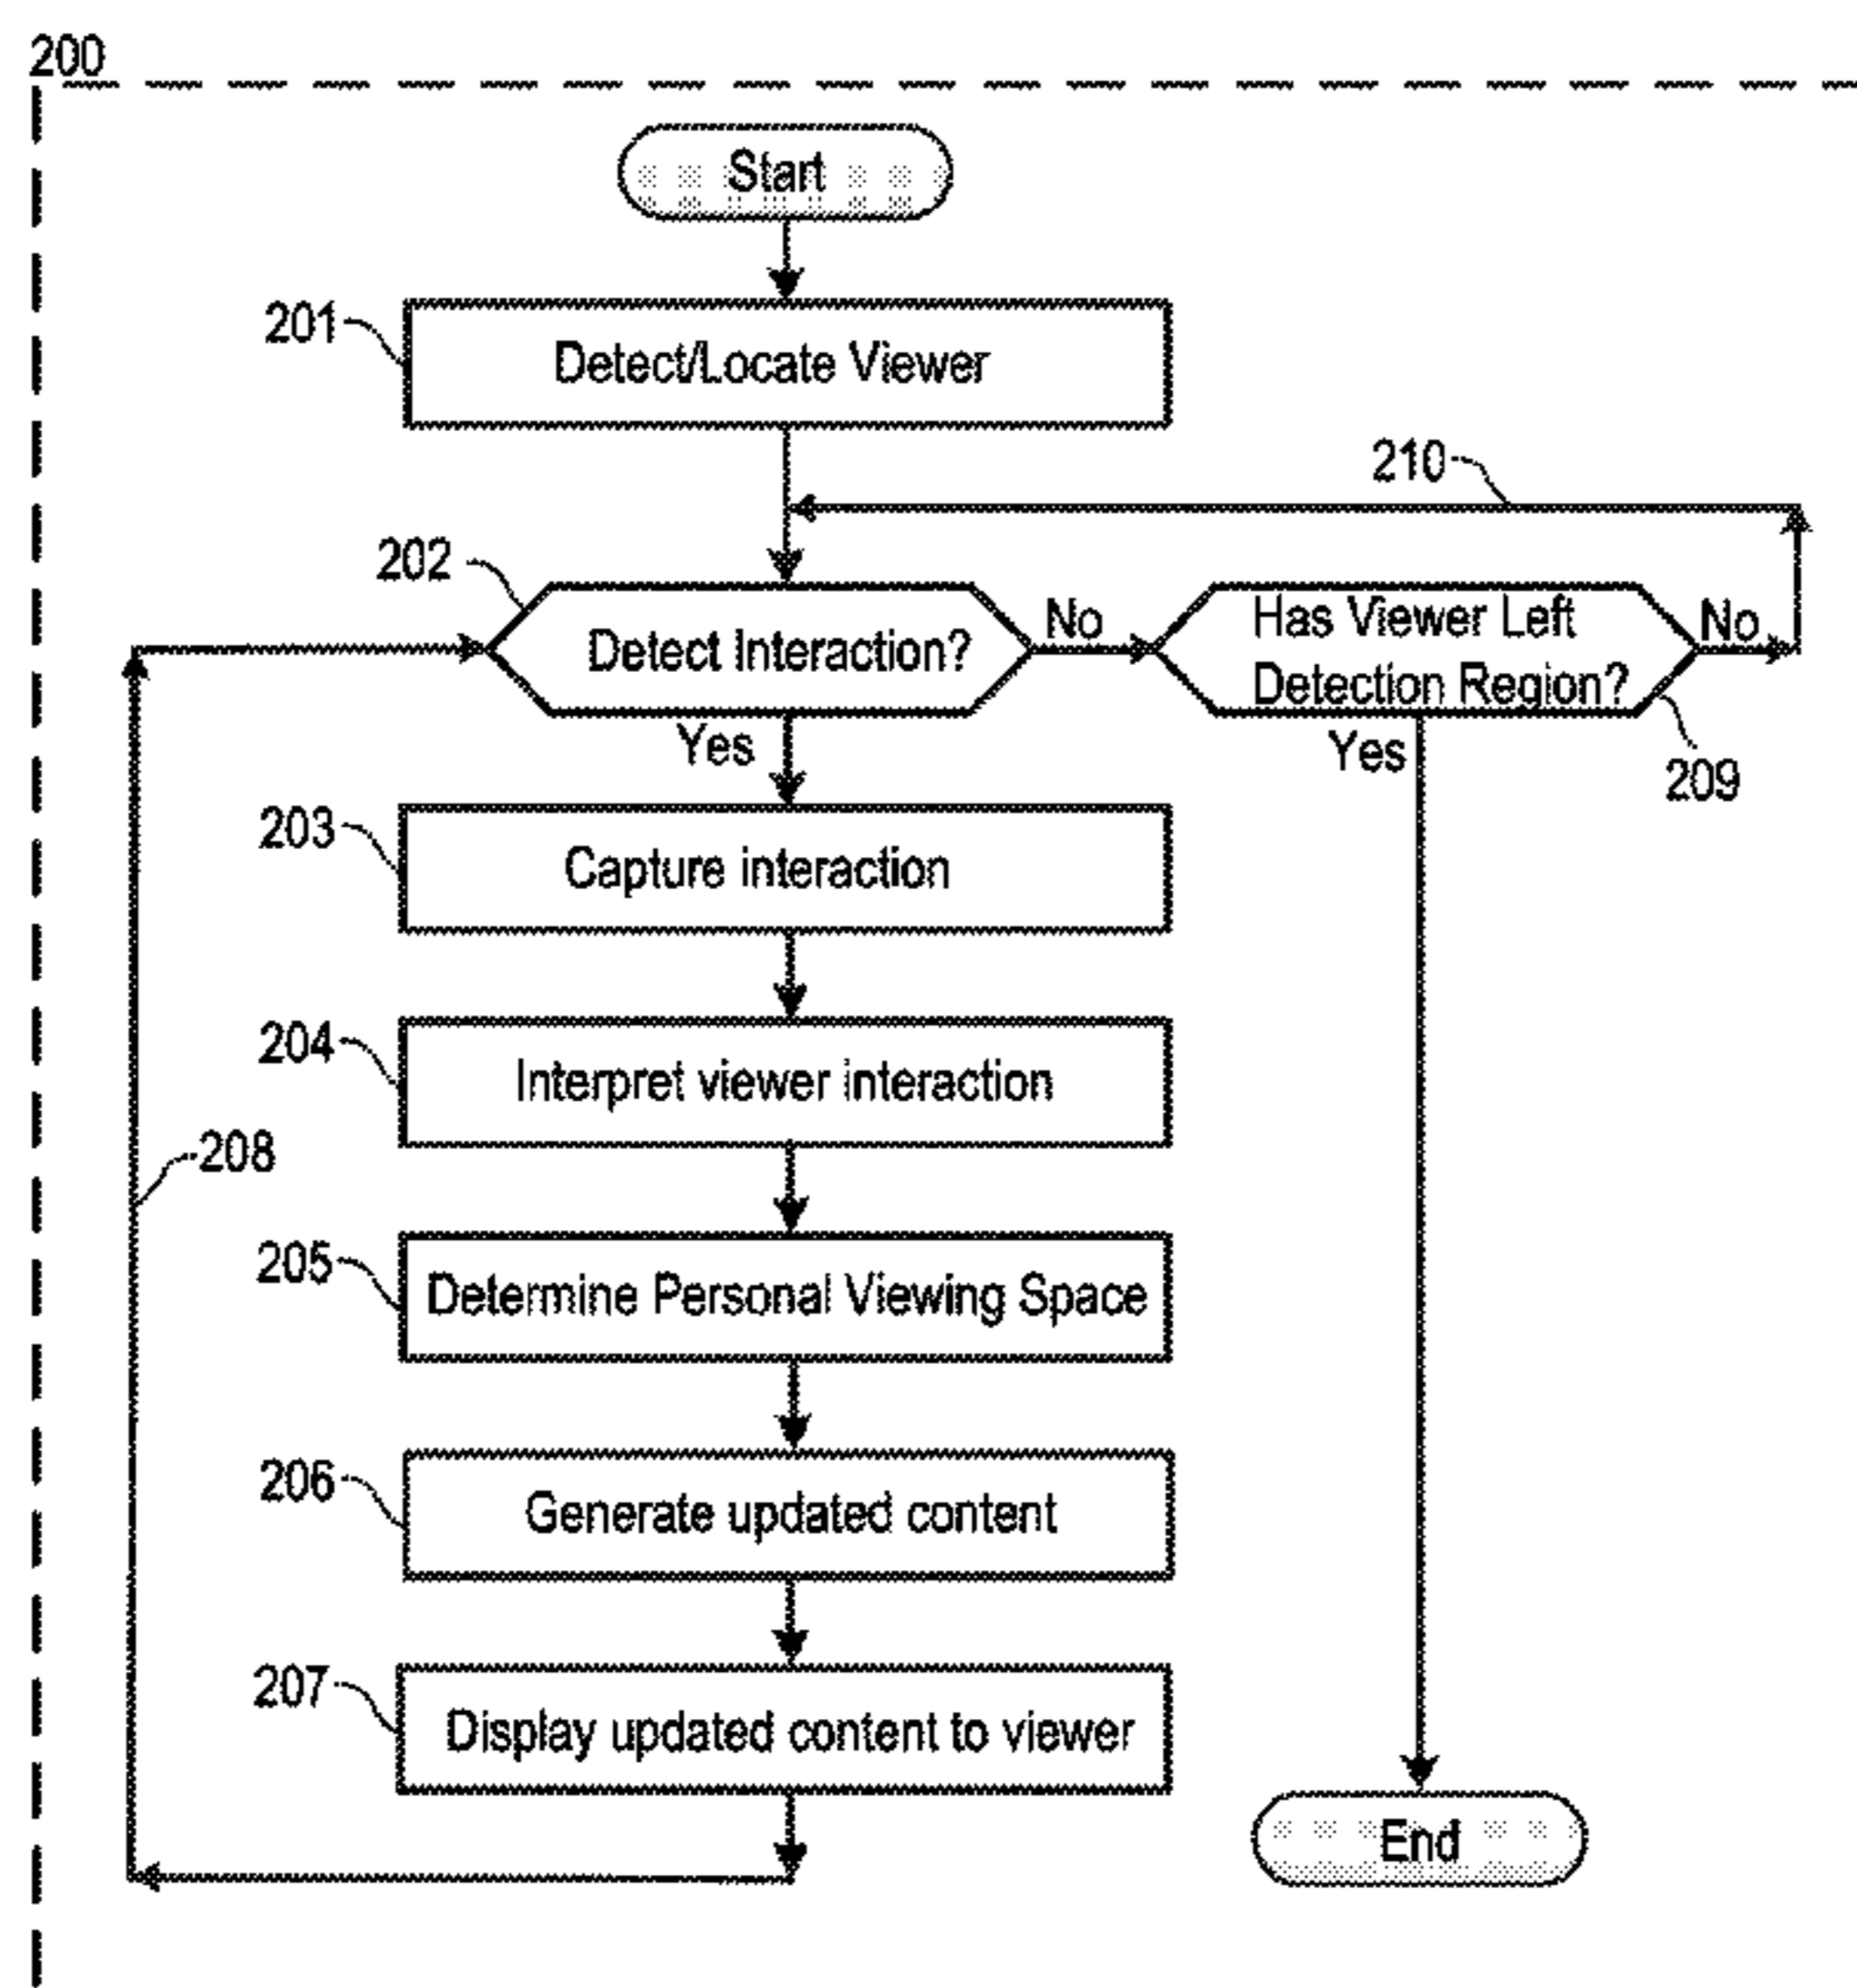 200
Start
201
Detect/Locate Viewer
210
202
Detect Interaction?
No
Has Viewer Left
Detection Region?
No
Yes
Yes
209
203
Capture interaction
204
Interpret viewer interaction
208
205
Determine Personal Viewing Space
206
Generate updated content
207
Display updated content to viewer
End